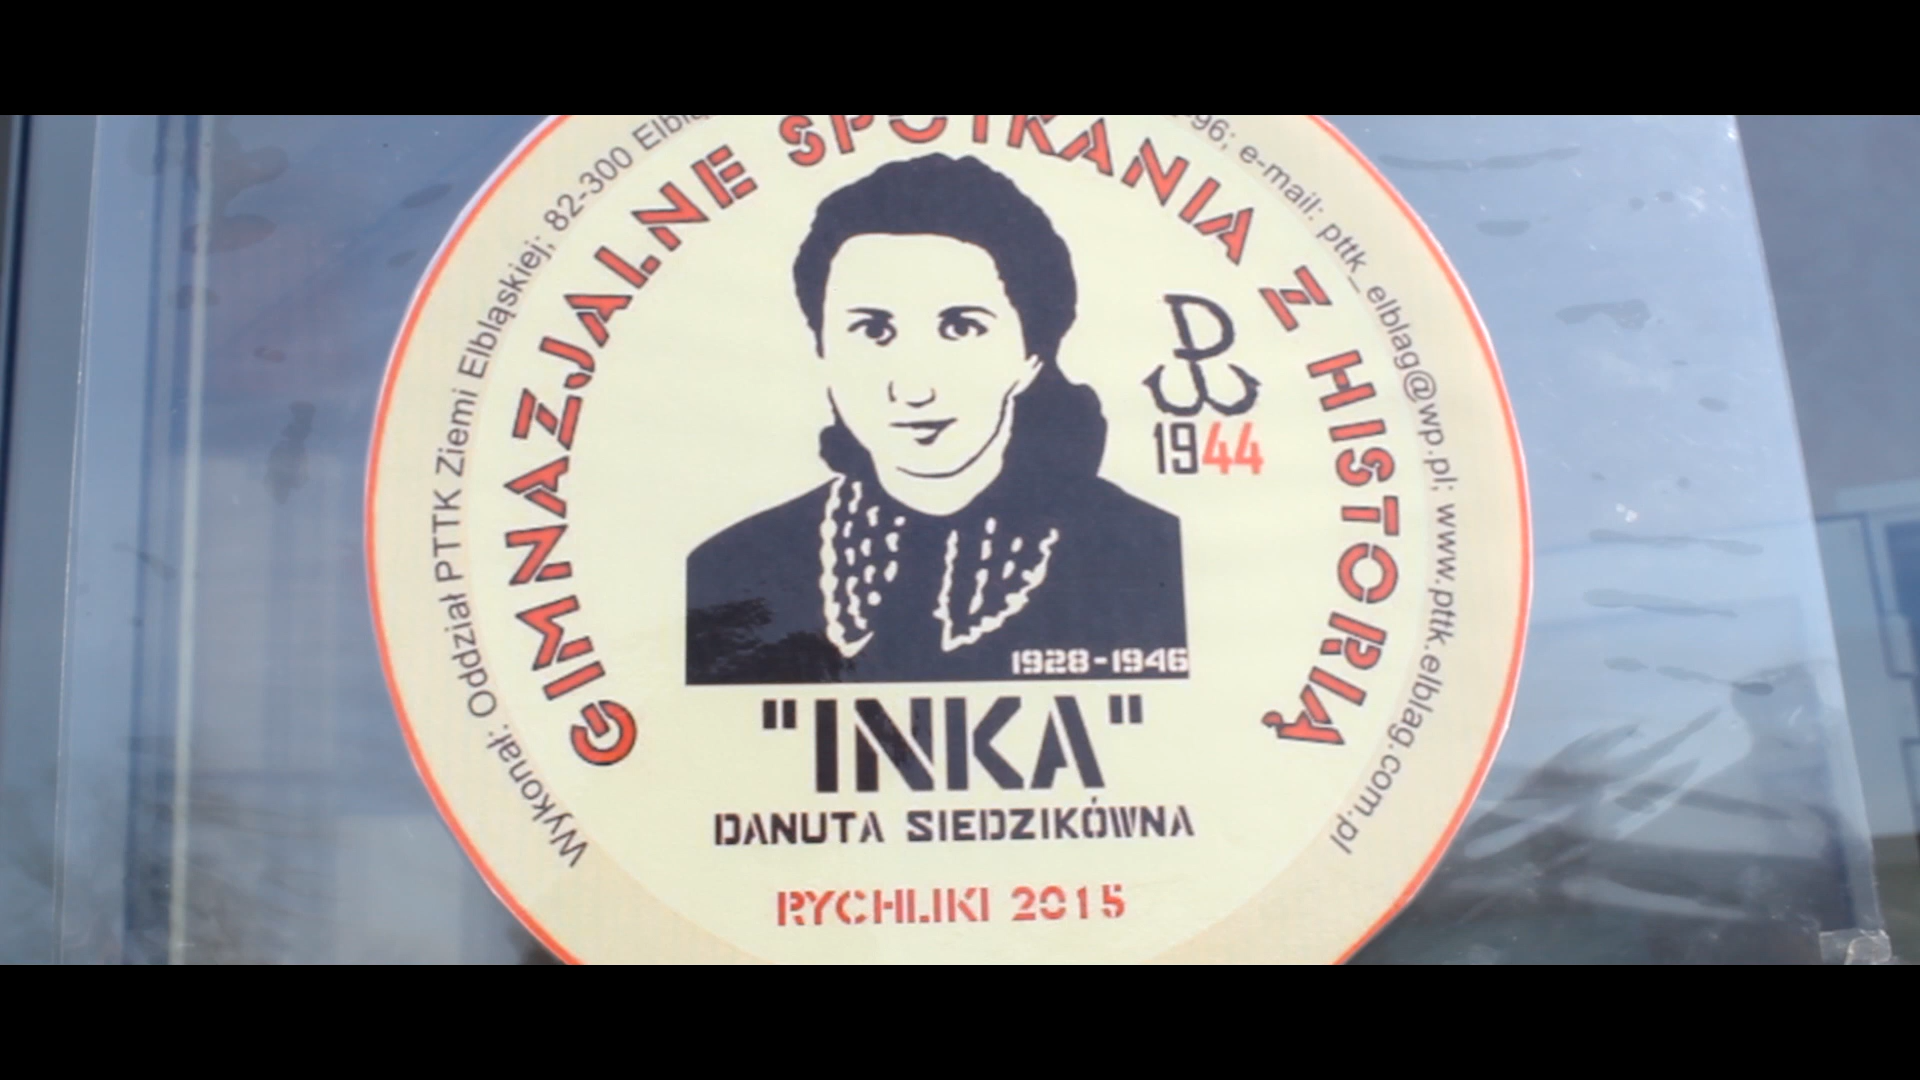 Wykonał: Oddział PTTK Ziemi Elbląskiej; 82-300
96; e-mail: pttk_elblag@wp.pl; www.pttk.elblag.com.pl
GIMNAZJALNE SPOTKANIA Z HISTORIĄ
PW
1944
1928-1946
"INKA"
DANUTA SIEDZIKÓWNA
RYCHLIKI 2015